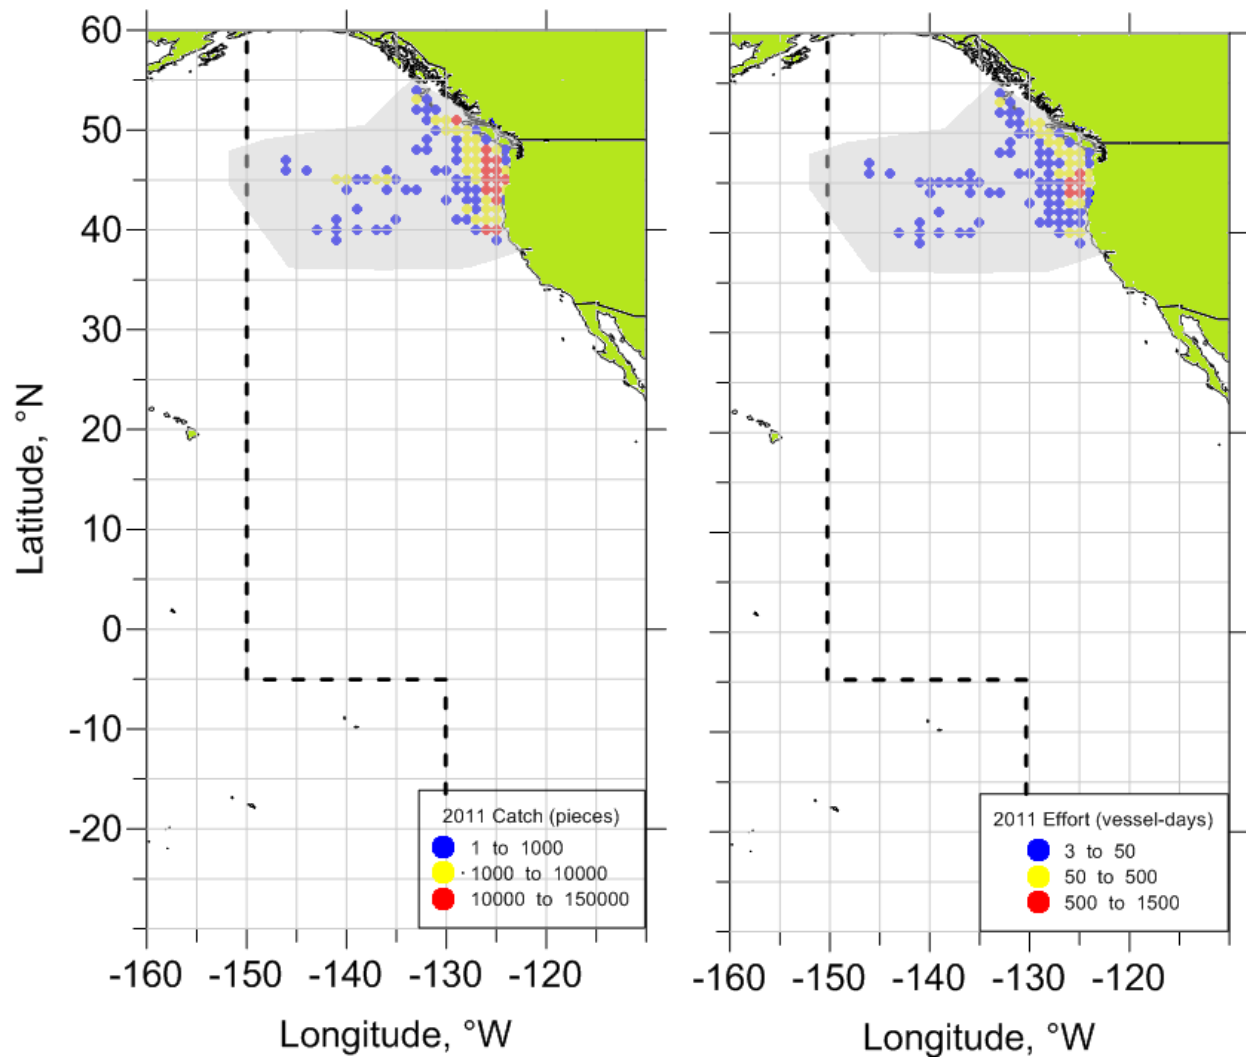 60
50
40
30
20
10
0
-10
-20
Latitude, °N
2011 Catch (pieces)
1 to 1000
1000 to 10000
10000 to 150000
-160 -150 -140 -130 -120
Longitude, °W
2011 Effort (vessel-days)
3 to 50
50 to 500
500 to 1500
-160 -150 -140 -130 -120
Longitude, °W